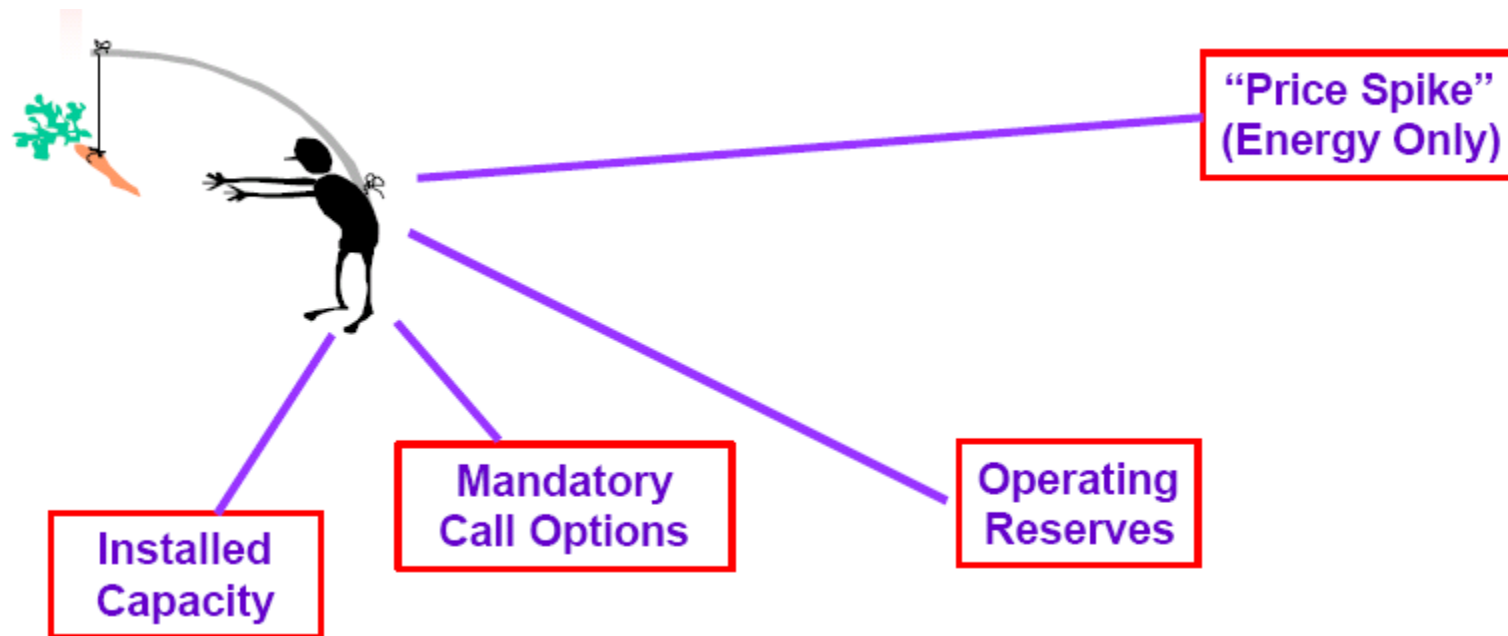 “Price Spike”
(Energy Only)
Mandatory
Call Options
Operating
Reserves
Installed
Capacity